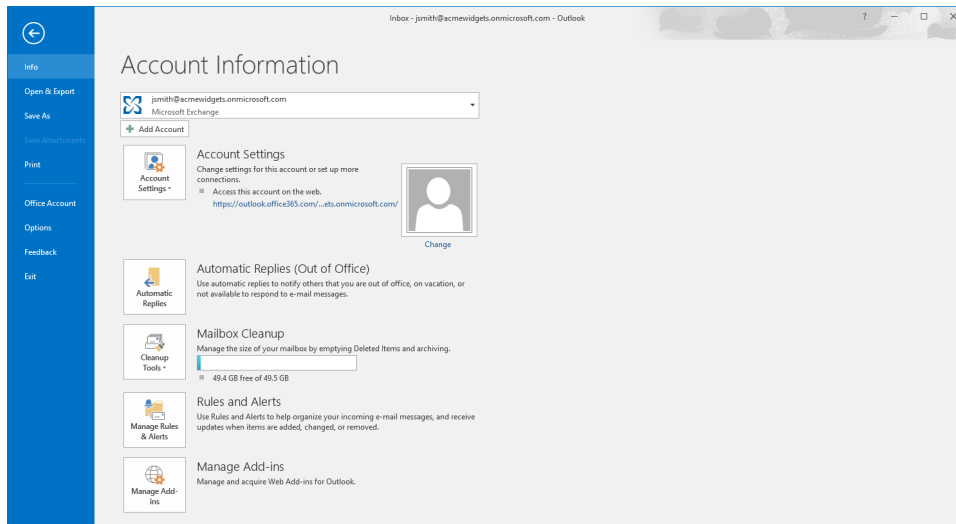 Inbox - jsmith@acmewidgets.onmicrosoft.com - Outlook
?
Info
Open & Export
Save As
Save Attachments
Print
Office Account
Options
Feedback
Exit
Account Information
jsmith@acmewidgets.onmicrosoft.com
Microsoft Exchange
Add Account
Account
Settings
Account Settings
Change settings for this account or set up more
connections.
Access this account on the web.
https://outlook.office365.com/...ets.onmicrosoft.com/
Change
Automatic
Replies
Automatic Replies (Out of Office)
Use automatic replies to notify others that you are out of office, on vacation, or
not available to respond to e-mail messages.
Cleanup
Tools
Mailbox Cleanup
Manage the size of your mailbox by emptying Deleted Items and archiving.
49.4 GB free of 49.5 GB
Manage Rules
& Alerts
Rules and Alerts
Use Rules and Alerts to help organize your incoming e-mail messages, and receive
updates when items are added, changed, or removed.
Manage Add-
ins
Manage Add-ins
Manage and acquire Web Add-ins for Outlook.